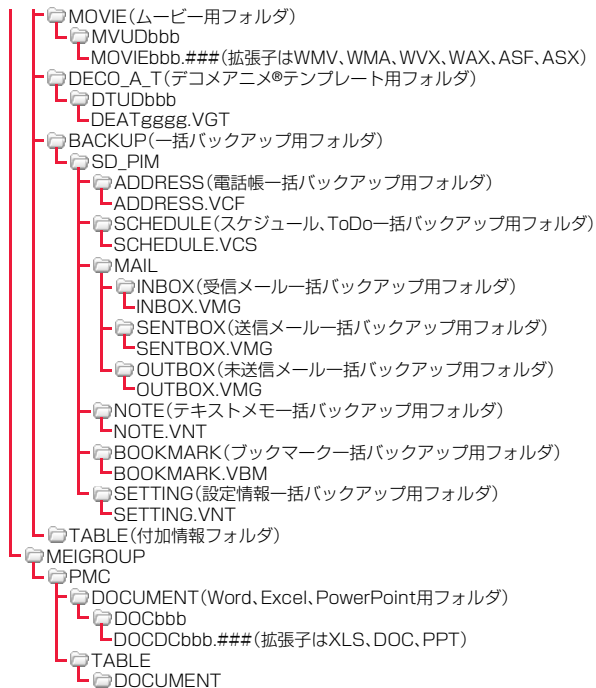 MOVIE（ムービー用フォルダ）
MVUDbbb
MOVIEbbb.###（拡張子はWMV、WMA、WVX、WAX、ASF、ASX）
DECO_A_T（デコメアニメ®テンプレート用フォルダ）
DTUDbbb
DEATgggg.VGT
BACKUP（一括バックアップ用フォルダ）
SD_PIM
ADDRESS（電話帳一括バックアップ用フォルダ）
ADDRESS.VCF
SCHEDULE（スケジュール、ToDo一括バックアップ用フォルダ）
SCHEDULE.VCS
MAIL
INBOX（受信メール一括バックアップ用フォルダ）
INBOX.VMG
SENTBOX（送信メール一括バックアップ用フォルダ）
SENTBOX.VMG
OUTBOX（未送信メール一括バックアップ用フォルダ）
OUTBOX.VMG
NOTE（テキストメモ一括バックアップ用フォルダ）
NOTE.VNT
BOOKMARK（ブックマーク一括バックアップ用フォルダ）
BOOKMARK.VBM
SETTING（設定情報一括バックアップ用フォルダ）
SETTING.VNT
TABLE（付加情報フォルダ）
MEIGROUP
PMC
DOCUMENT（Word、Excel、PowerPoint用フォルダ）
DOCbbb
DOCDCbbb.###（拡張子はXLS、DOC、PPT）
TABLE
DOCUMENT